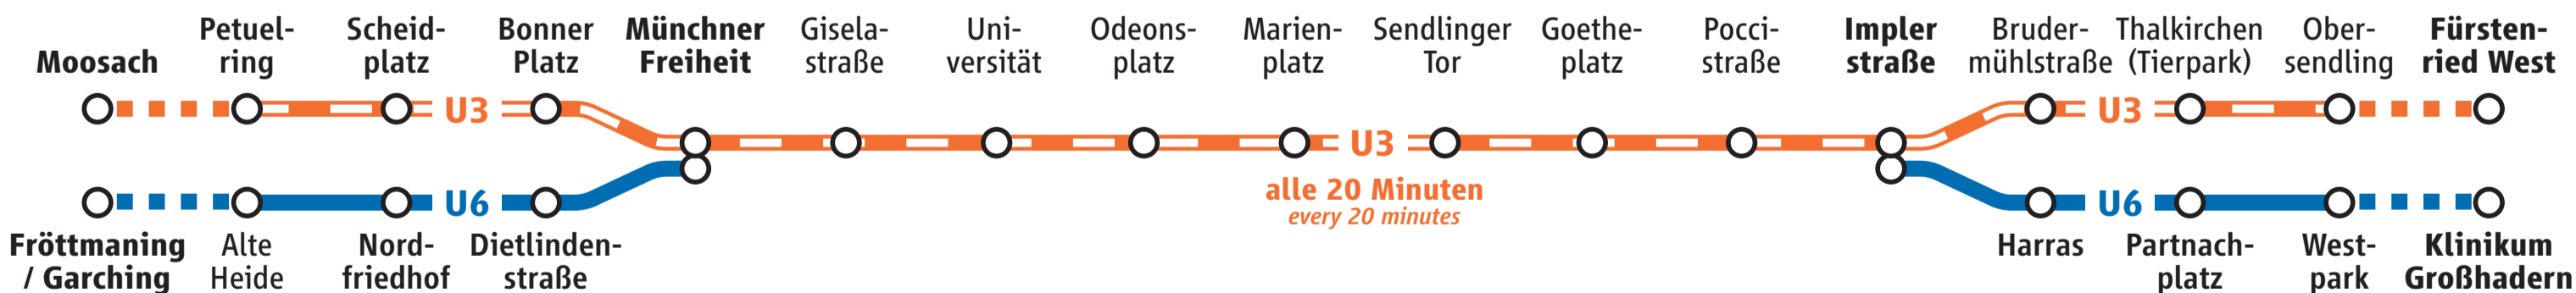 Moosach
Petuel-
ring
Scheid-
platz
Bonner
Platz
Münchner
Freiheit
Gisela-
straße
Uni-
versität
Odeons-
platz
Marien-
platz
Sendlinger
Tor
Goethe-
platz
Pocci-
straße
Impler
straße
Bruder-
mühlstraße
Thalkirchen
(Tierpark)
Ober-
sendling
Fürsten-
ried West
U3
U3
U3
alle 20 Minuten
every 20 minutes
U6
U6
Fröttmaning
/ Garching
Alte
Heide
Nord-
friedhof
Dietlinden-
straße
Harras
Partnach-
platz
West-
park
Klinikum
Großhadern